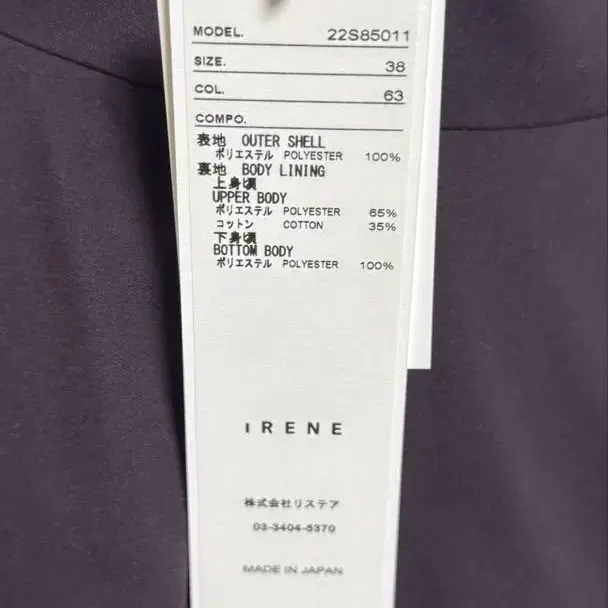 MODEL. 22S85011
SIZE. 38
COL. 63
COMPO.
表地 OUTER SHELL
ポリエステル POLYESTER 100%
裏地 BODY LINING
上身頃
UPPER BODY
ポリエステル POLYESTER 65%
コットン COTTON 35%
下身頃
BOTTOM BODY
ポリエステル POLYESTER 100%
IRENE
株式会社リステア
03-3404-5370
MADE IN JAPAN